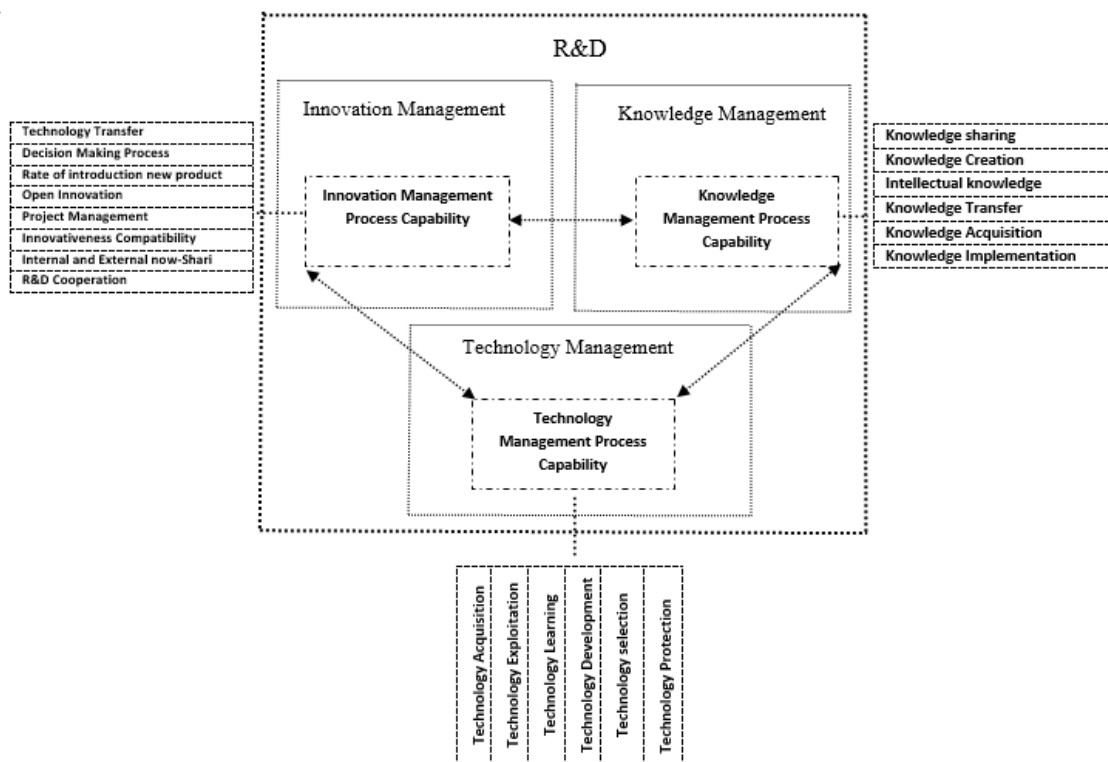 R&D
Innovation Management
Knowledge Management
Technology Transfer
Decision Making Process
Rate of introduction new product
Open Innovation
Project Management
Innovativeness Compatibility
Internal and External now-Shari
R&D Cooperation
Innovation Management
Process Capability
Knowledge
Management Process
Capability
Knowledge sharing
Knowledge Creation
Intellectual knowledge
Knowledge Transfer
Knowledge Acquisition
Knowledge Implementation
Technology Management
Technology
Management Process
Capability
Technology Acquisition
Technology Exploitation
Technology Learning
Technology Development
Technology selection
Technology Protection